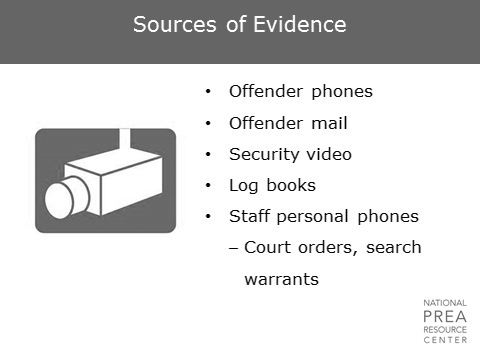 Sources of Evidence
• Offender phones
• Offender mail
• Security video
• Log books
• Staff personal phones
– Court orders, search
warrants
NATIONAL
PREA
RESOURCE
CENTER